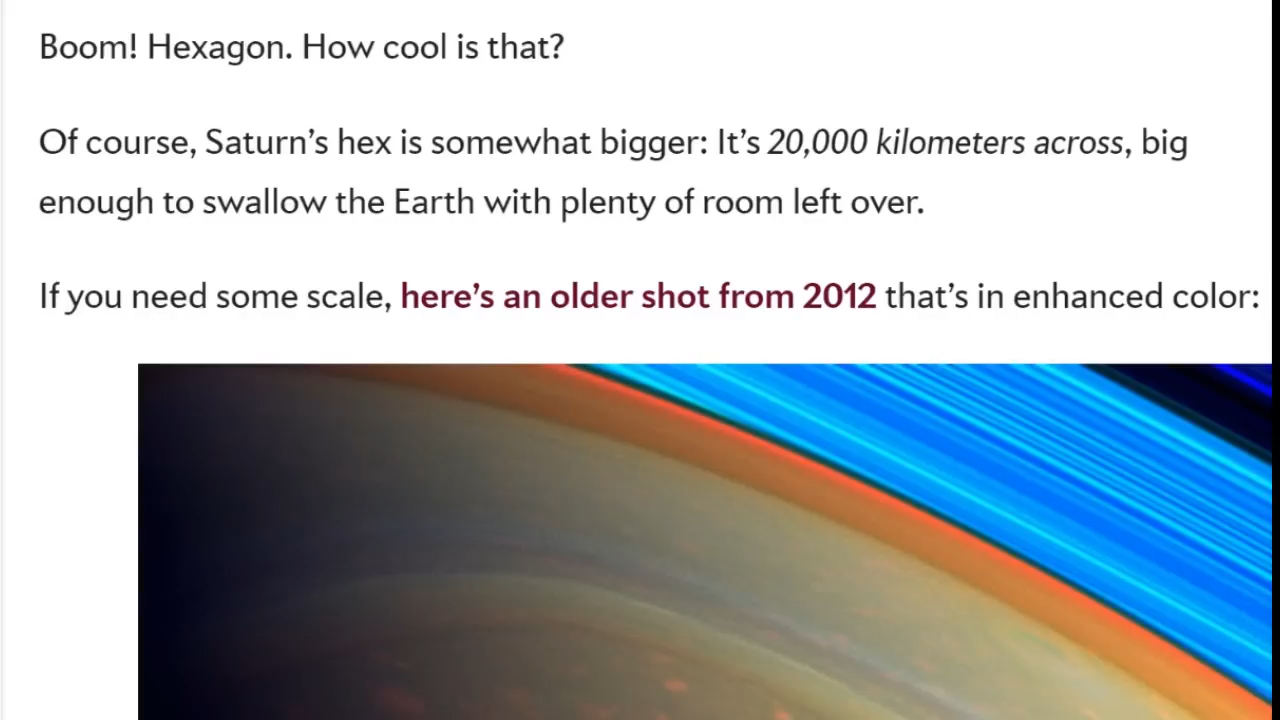 Boom! Hexagon. How cool is that?
Of course, Saturn’s hex is somewhat bigger: It’s 20,000 kilometers across, big
enough to swallow the Earth with plenty of room left over.
If you need some scale, here’s an older shot from 2012 that’s in enhanced color: